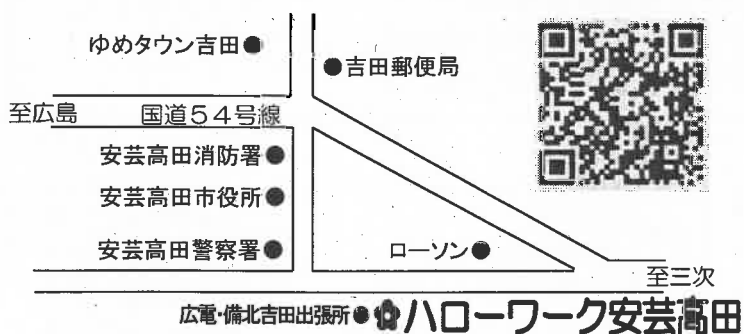 ゆめタウン吉田●
●吉田郵便局
至広島 国道54号線
安芸高田消防署●
安芸高田市役所●
安芸高田警察署●
ローソン●
至三次
広電・備北吉田出張所●
ハローワーク安芸高田